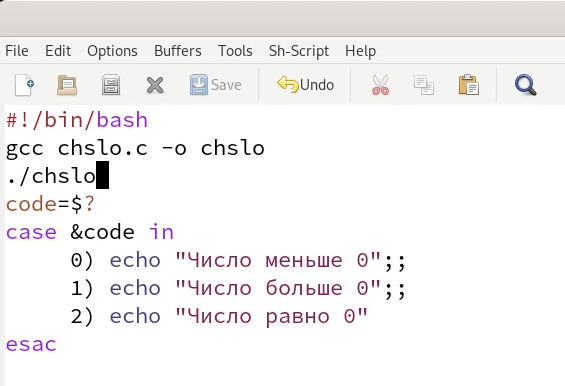 File Edit Options Buffers Tools Sh-Script Help
Save Undo
#!/bin/bash
gcc chslo.c -o chslo
./chslo
code=$?
case &code in
0) echo "Число меньше 0";;
1) echo "Число больше 0";;
2) echo "Число равно 0"
esac